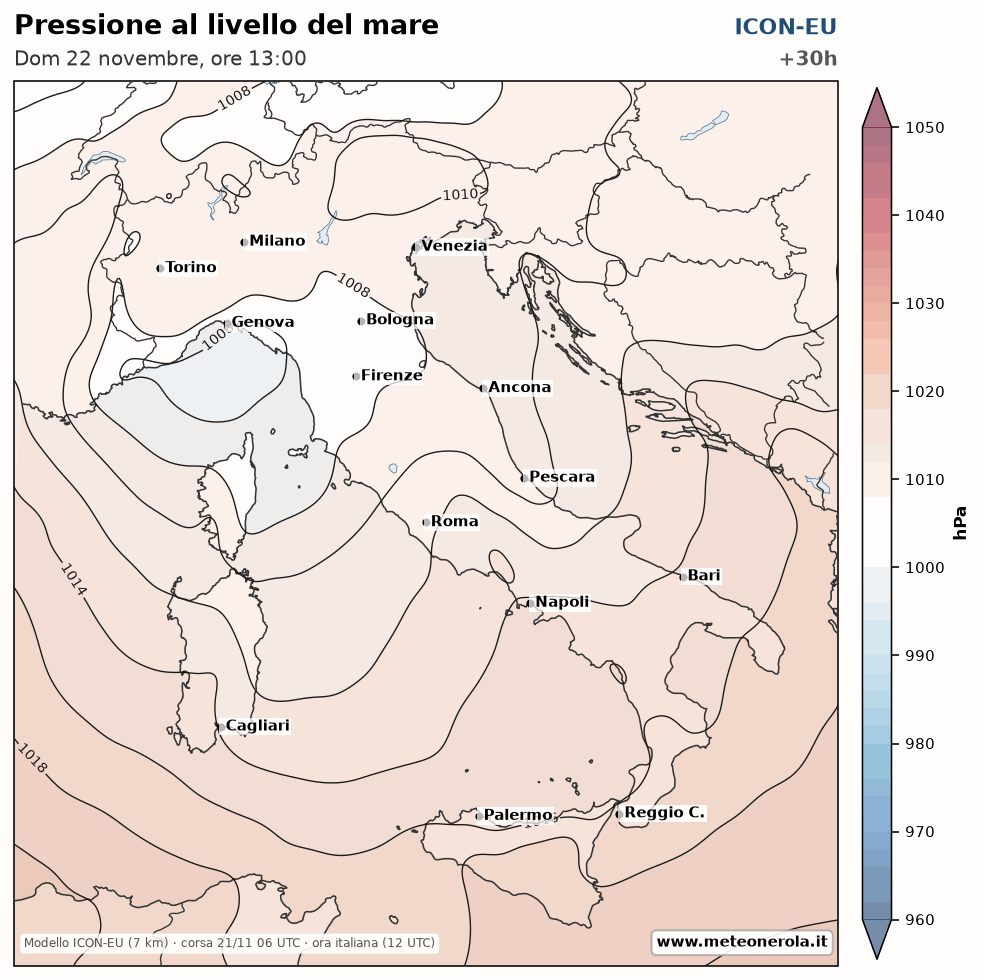 Pressione al livello del mare
ICON-EU
Dom 22 novembre, ore 13:00
+30h
1008
1050
1010
1040
Milano
Venezia
Torino
1008
1030
Genova
Bologna
Firenze
Ancona
1020
Pescara
1010
Roma
hPa
1014
1000
Bari
Napoli
990
Cagliari
980
1018
Palermo
Reggio C.
970
960
Modello ICON-EU (7 km) · corsa 21/11 06 UTC · ora italiana (12 UTC)
www.meteonerola.it